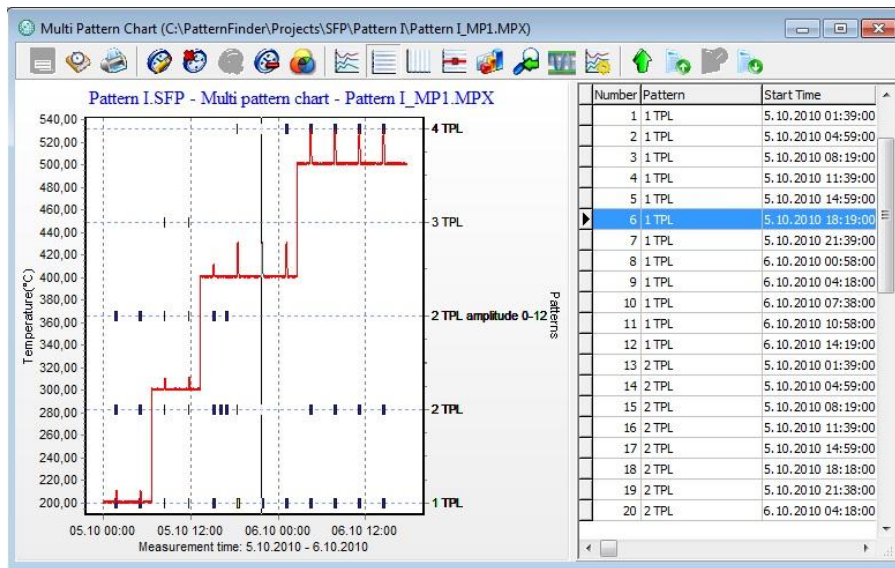 Multi Pattern Chart (C:\PatternFinder\Projects\SFP\Pattern I\Pattern I_MP1.MPX)
Pattern I.SFP - Multi pattern chart - Pattern I_MP1.MPX
540,00
520,00
500,00
480,00
460,00
440,00
420,00
400,00
380,00
360,00
340,00
320,00
300,00
280,00
260,00
240,00
220,00
200,00
Temperature(°C)
4 TPL
3 TPL
2 TPL amplitude 0-12
2 TPL
1 TPL
Patterns
05.10 00:00 05.10 12:00 06.10 00:00 06.10 12:00
Measurement time: 5.10.2010 - 6.10.2010
Number Pattern Start Time
1 1 TPL 5.10.2010 01:39:00
2 1 TPL 5.10.2010 04:59:00
3 1 TPL 5.10.2010 08:19:00
4 1 TPL 5.10.2010 11:39:00
5 1 TPL 5.10.2010 14:59:00
6 1 TPL 5.10.2010 18:19:00
7 1 TPL 5.10.2010 21:39:00
8 1 TPL 6.10.2010 00:58:00
9 1 TPL 6.10.2010 04:18:00
10 1 TPL 6.10.2010 07:38:00
11 1 TPL 6.10.2010 10:58:00
12 1 TPL 6.10.2010 14:19:00
13 2 TPL 5.10.2010 01:39:00
14 2 TPL 5.10.2010 04:59:00
15 2 TPL 5.10.2010 08:19:00
16 2 TPL 5.10.2010 11:39:00
17 2 TPL 5.10.2010 14:59:00
18 2 TPL 5.10.2010 18:18:00
19 2 TPL 5.10.2010 21:38:00
20 2 TPL 6.10.2010 04:18:00